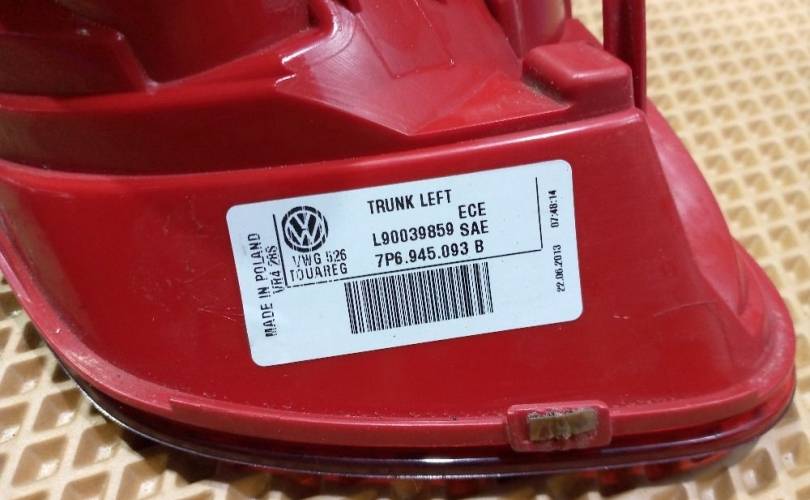 TRUNK LEFT
ECE
L90039859 SAE
7P6.945.093 B
VWG 526
TOUAREG
MADE IN POLAND
VR4 26S
22.06.2013 07:48:14